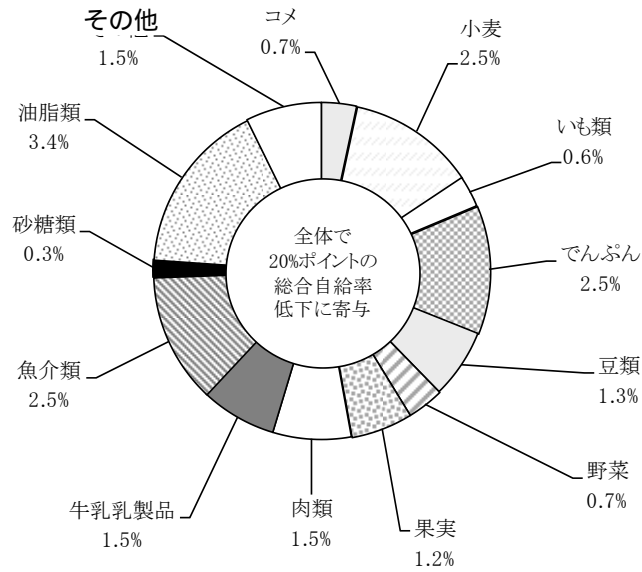 その他
1.5%
コメ
0.7%
小麦
2.5%
いも類
0.6%
でんぷん
2.5%
豆類
1.3%
野菜
0.7%
果実
1.2%
肉類
1.5%
牛乳乳製品
1.5%
魚介類
2.5%
砂糖類
0.3%
油脂類
3.4%
全体で
20%ポイントの
総合自給率
低下に寄与